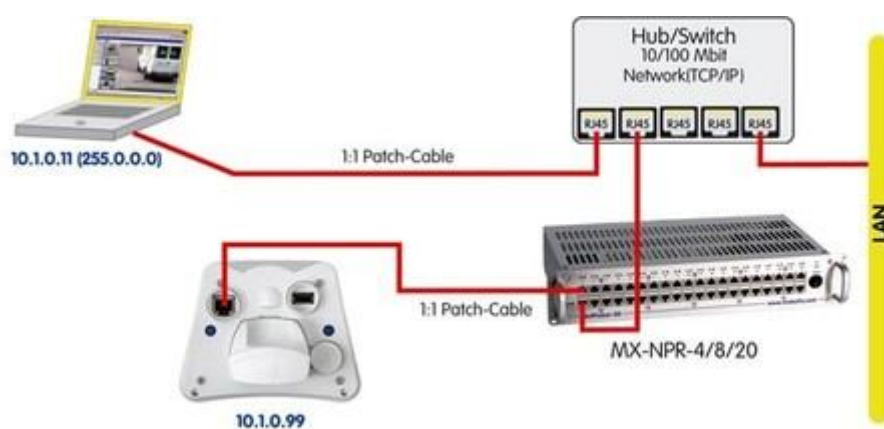 Hub/Switch
10/100 Mbit
Network(TCP/IP)
RJ45 RJ45 RJ45 RJ45 RJ45
10.1.0.11 (255.0.0.0)
1:1 Patch-Cable
LAN
1:1 Patch-Cable
MX-NPR-4/8/20
10.1.0.99